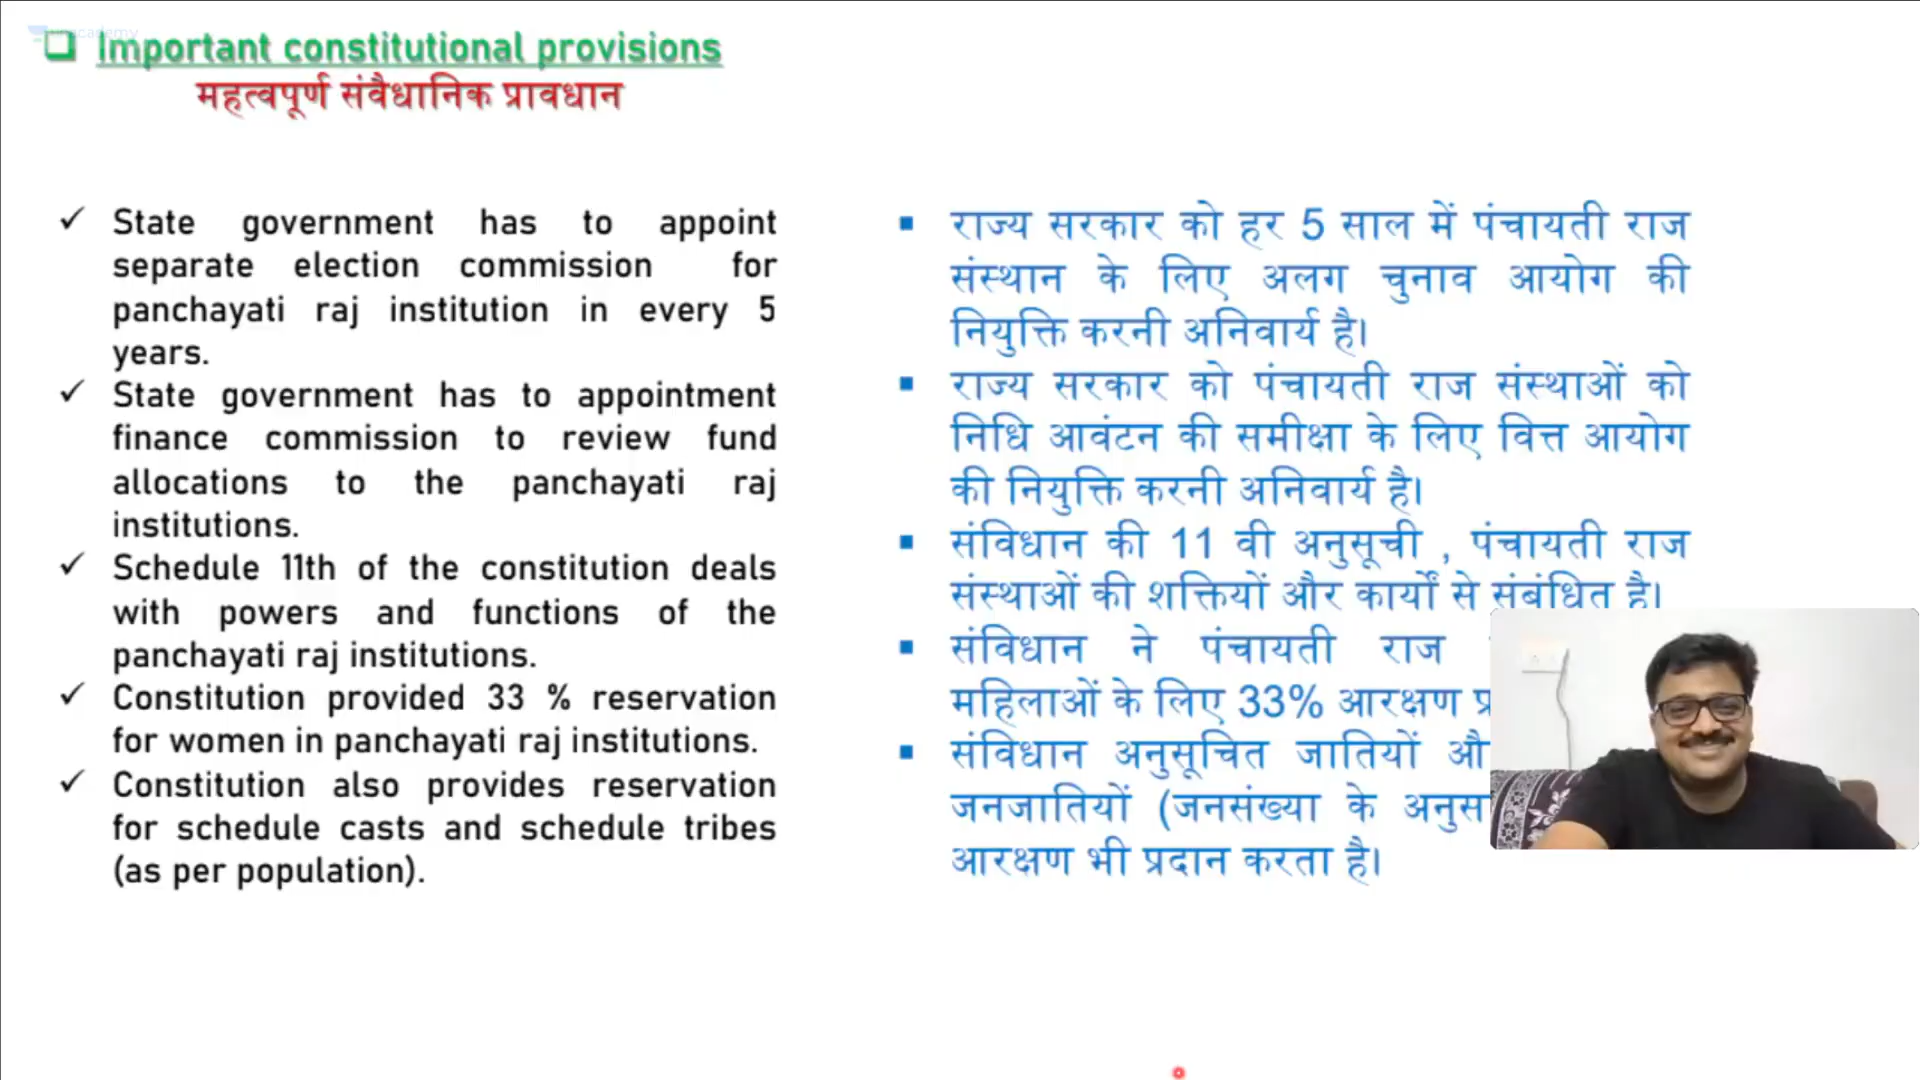 Important constitutional provisions
महत्वपूर्ण संवैधानिक प्रावधान
State government has to appoint
separate election commission for
panchayati raj institution in every 5
years.
State government has to appointment
finance commission to review fund
allocations to the panchayati raj
institutions.
Schedule 11th of the constitution deals
with powers and functions of the
panchayati raj institutions.
Constitution provided 33 % reservation
for women in panchayati raj institutions.
Constitution also provides reservation
for schedule casts and schedule tribes
(as per population).
राज्य सरकार को हर 5 साल में पंचायती राज
संस्थान के लिए अलग चुनाव आयोग की
नियुक्ति करनी अनिवार्य है।
राज्य सरकार को पंचायती राज संस्थाओं को
निधि आवंटन की समीक्षा के लिए वित्त आयोग
की नियुक्ति करनी अनिवार्य है।
संविधान की 11 वी अनुसूची , पंचायती राज
संस्थाओं की शक्तियों और कार्यों से संबंधित है।
संविधान ने पंचायती राज
महिलाओं के लिए 33% आरक्षण
संविधान अनुसूचित जातियों
जनजातियों (जनसंख्या के
आरक्षण भी प्रदान करता है।